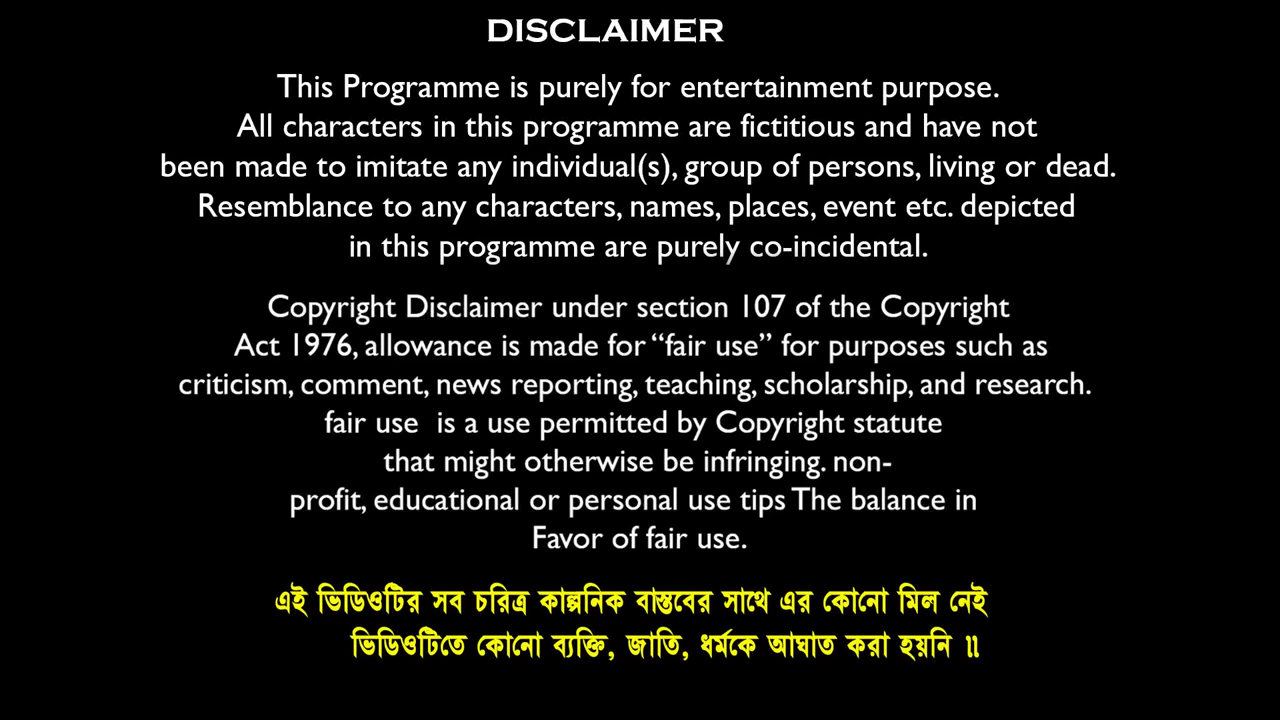 DISCLAIMER
This Programme is purely for entertainment purpose.
All characters in this programme are fictitious and have not
been made to imitate any individual(s), group of persons, living or dead.
Resemblance to any characters, names, places, event etc. depicted
in this programme are purely co-incidental.
Copyright Disclaimer under section 107 of the Copyright
Act 1976, allowance is made for “fair use” for purposes such as
criticism, comment, news reporting, teaching, scholarship, and research.
fair use is a use permitted by Copyright statute
that might otherwise be infringing. non-
profit, educational or personal use tips The balance in
Favor of fair use.
এই ভিডিওটির সব চরিত্র কাল্পনিক বাস্তবের সাথে এর কোনো মিল নেই
ভিডিওটিতে কোনো ব্যক্তি, জাতি, ধর্মকে আঘাত করা হয়নি ॥